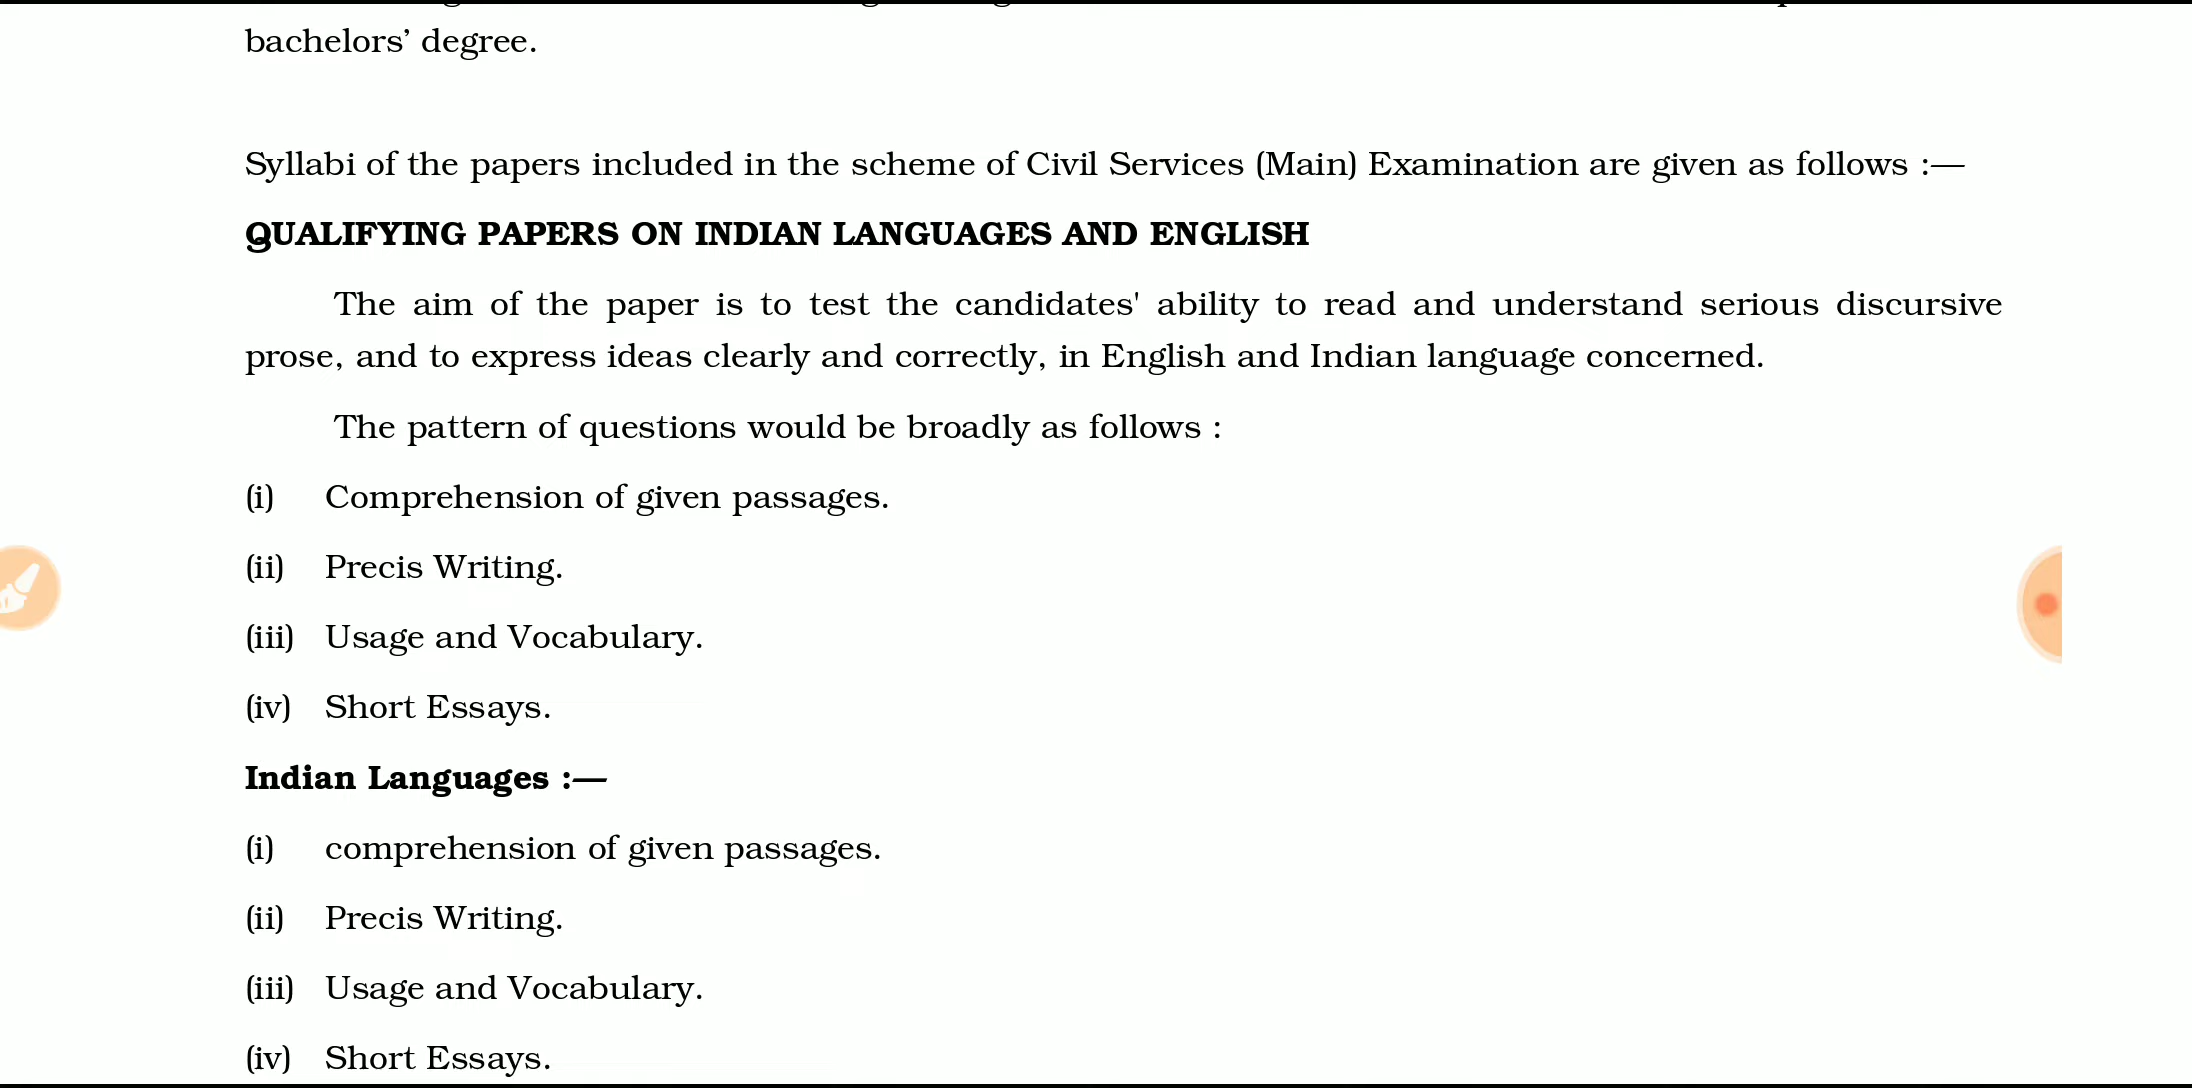 bachelors’ degree.
Syllabi of the papers included in the scheme of Civil Services (Main) Examination are given as follows :—
QUALIFYING PAPERS ON INDIAN LANGUAGES AND ENGLISH
The aim of the paper is to test the candidates' ability to read and understand serious discursive
prose, and to express ideas clearly and correctly, in English and Indian language concerned.
The pattern of questions would be broadly as follows :
(i) Comprehension of given passages.
(ii) Precis Writing.
(iii) Usage and Vocabulary.
(iv) Short Essays.
Indian Languages :—
(i) comprehension of given passages.
(ii) Precis Writing.
(iii) Usage and Vocabulary.
(iv) Short Essays.